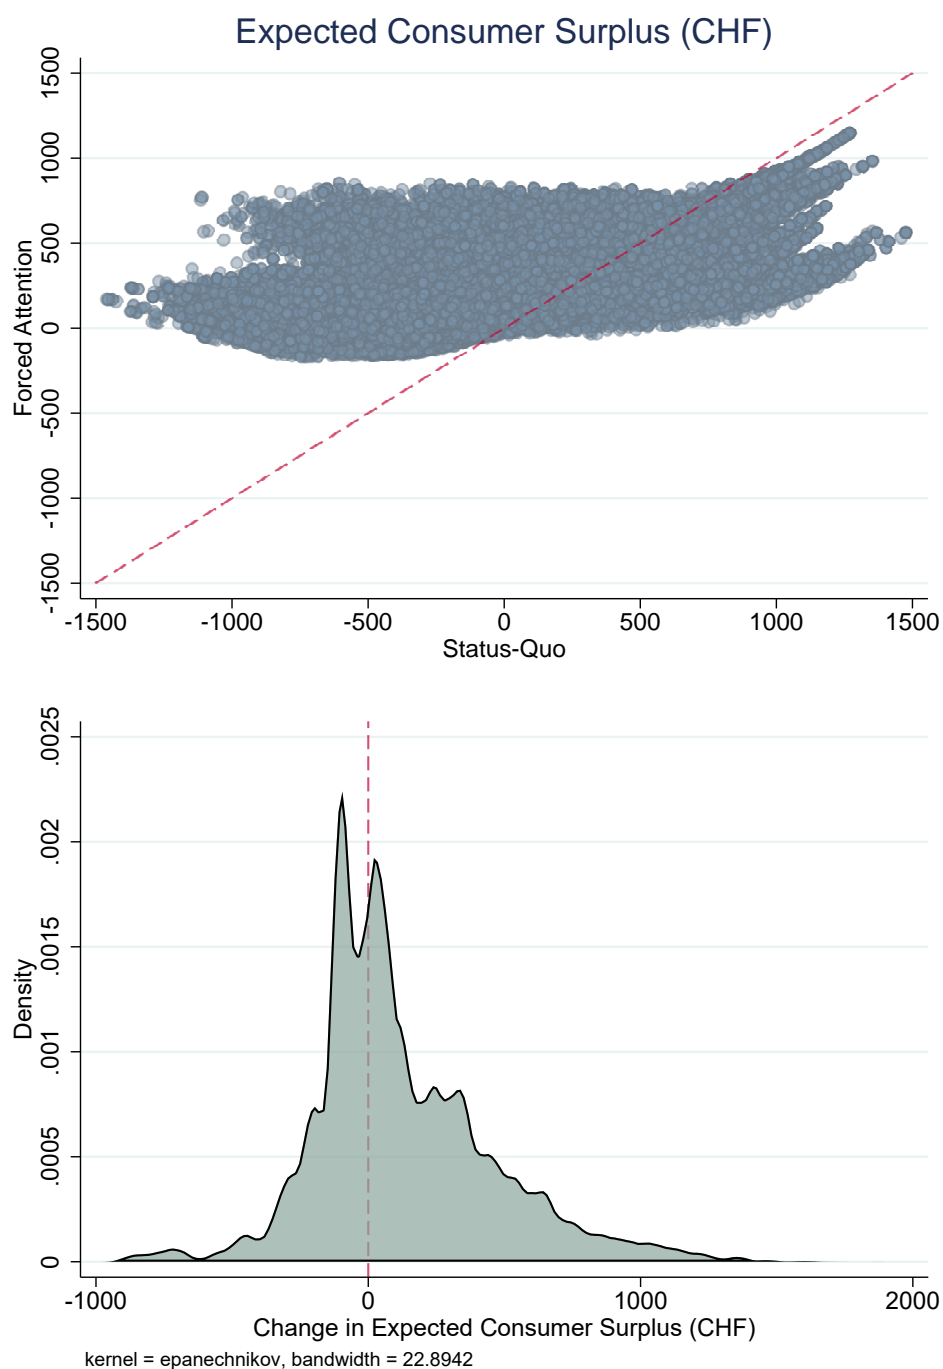 Expected Consumer Surplus (CHF)
1500
1000
500
0
-500
-1000
-1500
Forced Attention
-1500 -1000 -500 0 500 1000 1500
Status-Quo
.0025
.002
.0015
.001
.0005
0
Density
-1000 0 1000 2000
Change in Expected Consumer Surplus (CHF)
kernel = epanechnikov, bandwidth = 22.8942